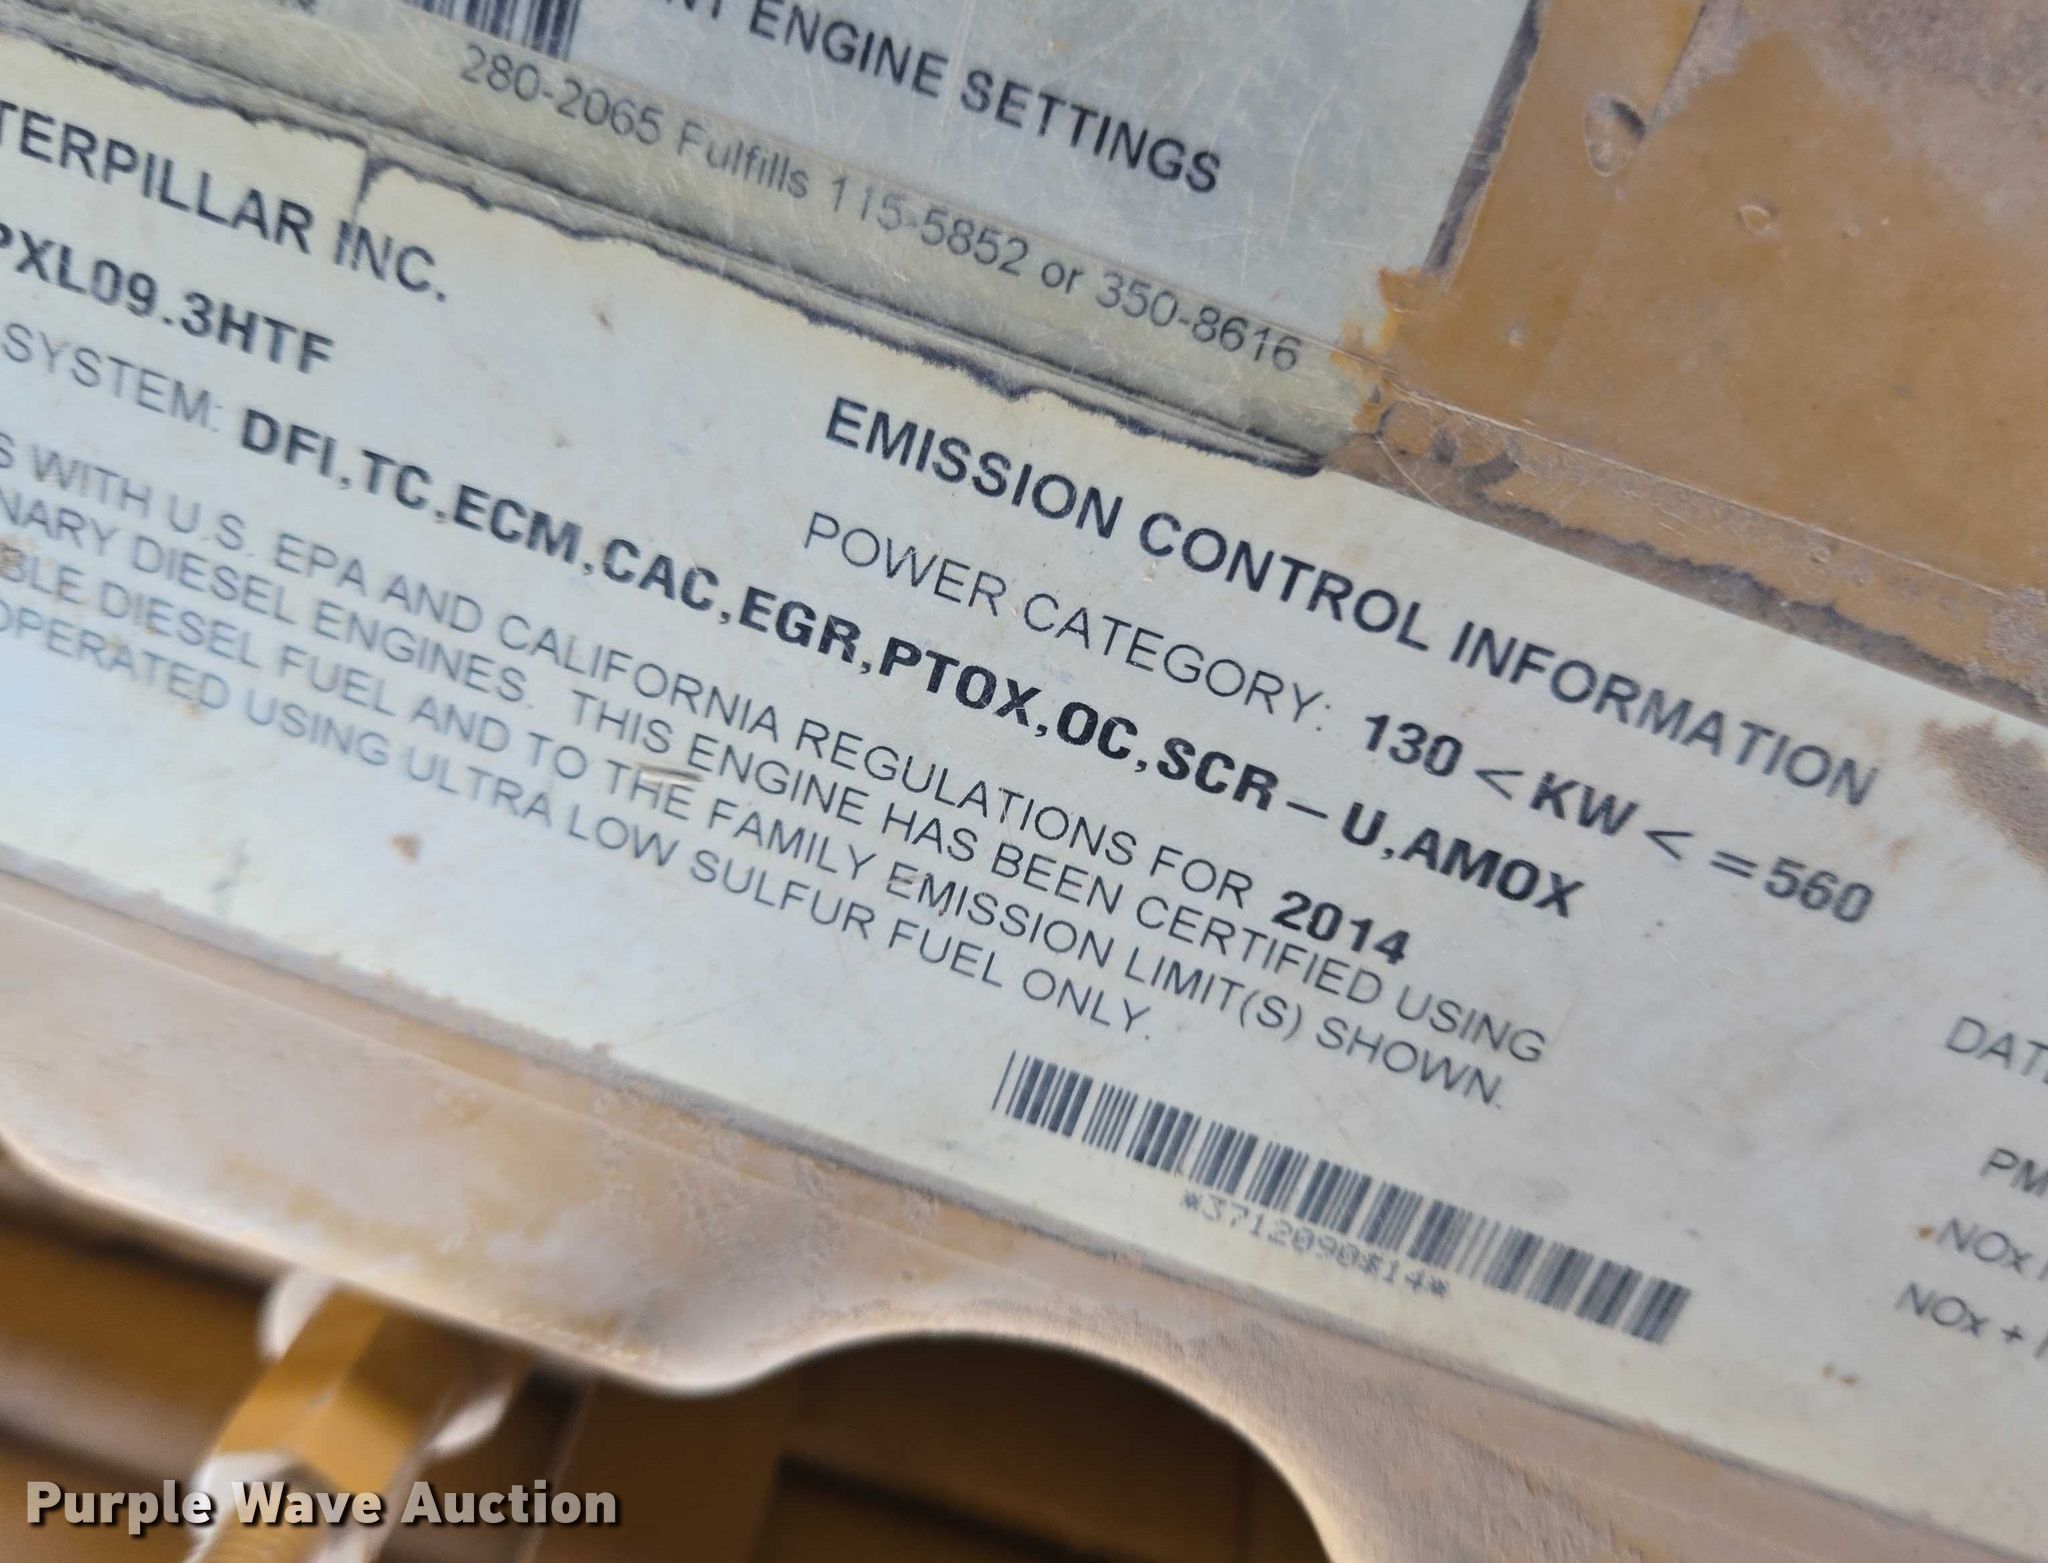 ENGINE SETTINGS
280-2065 Fulfills 115-5852 or 350-8616
TERPILLAR INC.
PXL09.3HTF
EMISSION CONTROL INFORMATION
POWER CATEGORY: 130 < KW < = 560
SYSTEM: DFI,TC,ECM,CAC,EGR,PTOX,OC,SCR – U,AMOX
S WITH U.S. EPA AND CALIFORNIA REGULATIONS FOR 2014
NARY DIESEL ENGINES. THIS ENGINE HAS BEEN CERTIFIED USING
BLE DIESEL FUEL AND TO THE FAMILY EMISSION LIMIT(S) SHOWN.
OPERATED USING ULTRA LOW SULFUR FUEL ONLY.
*3712090#14*
DAT
PM
NOx
NOx +
Purple Wave Auction